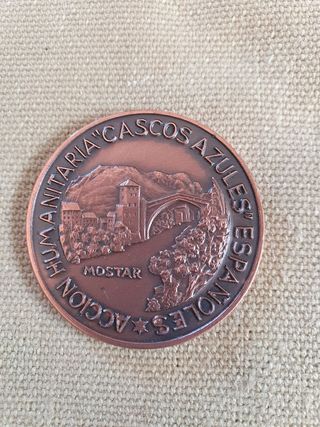 ACCION HUMANITARIA "CASCOS AZULES" ESPAÑOLES
MOSTAR